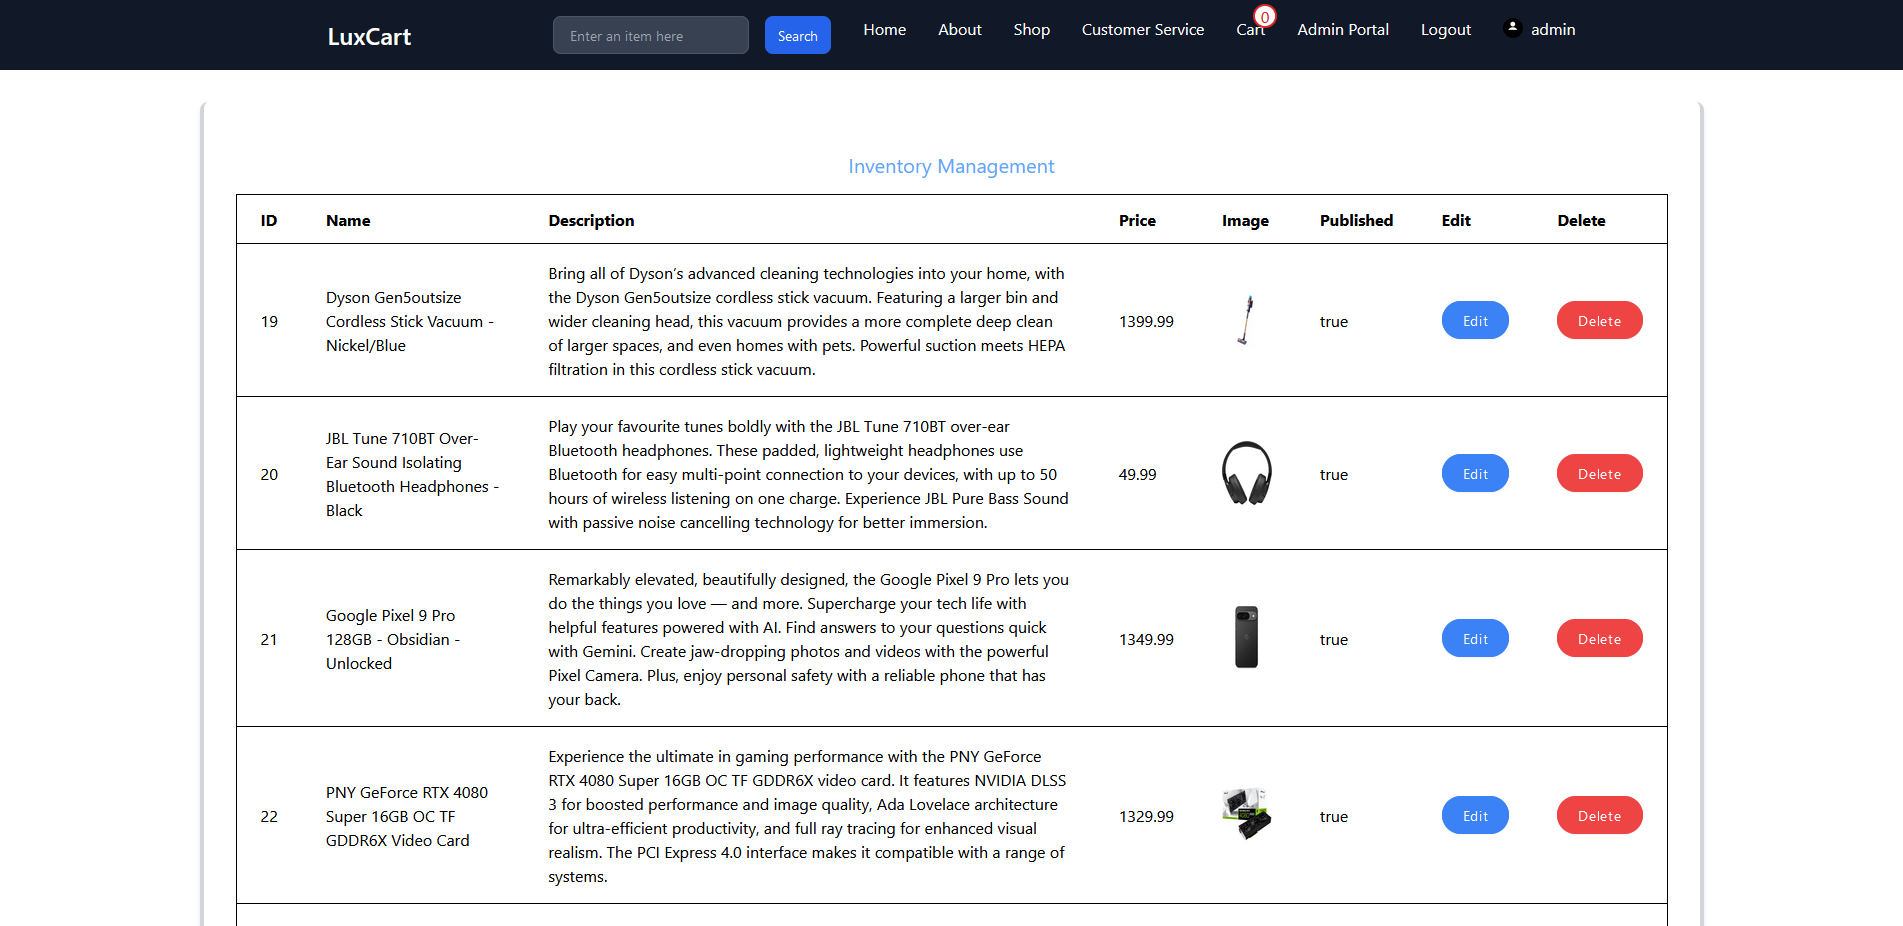 LuxCart
Enter an item here
Search
Home
About
Shop
Customer Service
Cart
0
Admin Portal
Logout
admin
Inventory Management
ID Name Description Price Image Published Edit Delete
19
Dyson Gen5outsize
Cordless Stick Vacuum -
Nickel/Blue
Bring all of Dyson's advanced cleaning technologies into your home, with
the Dyson Gen5outsize cordless stick vacuum. Featuring a larger bin and
wider cleaning head, this vacuum provides a more complete deep clean
of larger spaces, and even homes with pets. Powerful suction meets HEPA
filtration in this cordless stick vacuum.
1399.99
true
Edit
Delete
20
JBL Tune 710BT Over-
Ear Sound Isolating
Bluetooth Headphones -
Black
Play your favourite tunes boldly with the JBL Tune 710BT over-ear
Bluetooth headphones. These padded, lightweight headphones use
Bluetooth for easy multi-point connection to your devices, with up to 50
hours of wireless listening on one charge. Experience JBL Pure Bass Sound
with passive noise cancelling technology for better immersion.
49.99
true
Edit
Delete
21
Google Pixel 9 Pro
128GB - Obsidian -
Unlocked
Remarkably elevated, beautifully designed, the Google Pixel 9 Pro lets you
do the things you love — and more. Supercharge your tech life with
helpful features powered with AI. Find answers to your questions quick
with Gemini. Create jaw-dropping photos and videos with the powerful
Pixel Camera. Plus, enjoy personal safety with a reliable phone that has
your back.
1349.99
true
Edit
Delete
22
PNY GeForce RTX 4080
Super 16GB OC TF
GDDR6X Video Card
Experience the ultimate in gaming performance with the PNY GeForce
RTX 4080 Super 16GB OC TF GDDR6X video card. It features NVIDIA DLSS
3 for boosted performance and image quality, Ada Lovelace architecture
for ultra-efficient productivity, and full ray tracing for enhanced visual
realism. The PCI Express 4.0 interface makes it compatible with a range of
systems.
1329.99
true
Edit
Delete